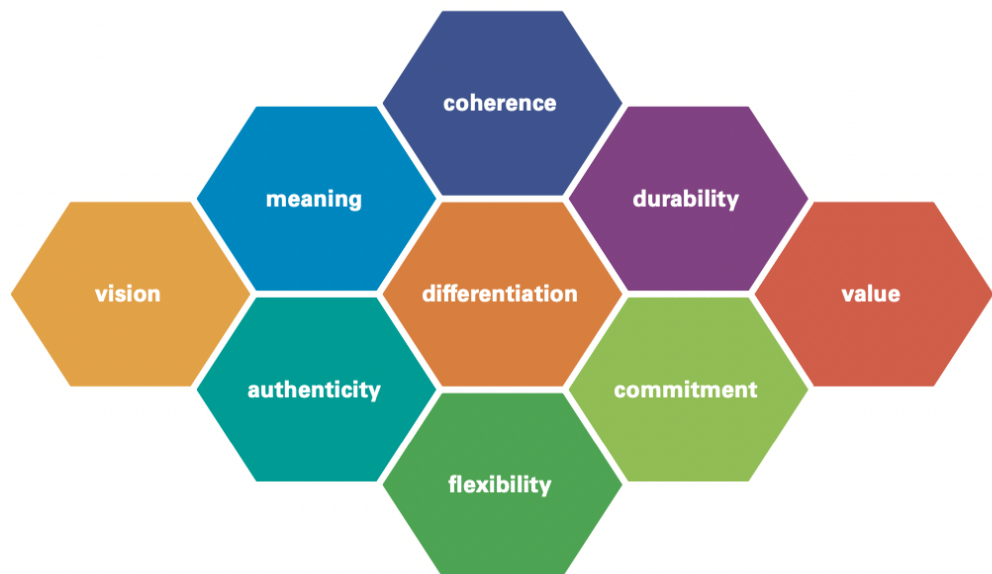 coherence
meaning
durability
vision
differentiation
value
authenticity
commitment
flexibility